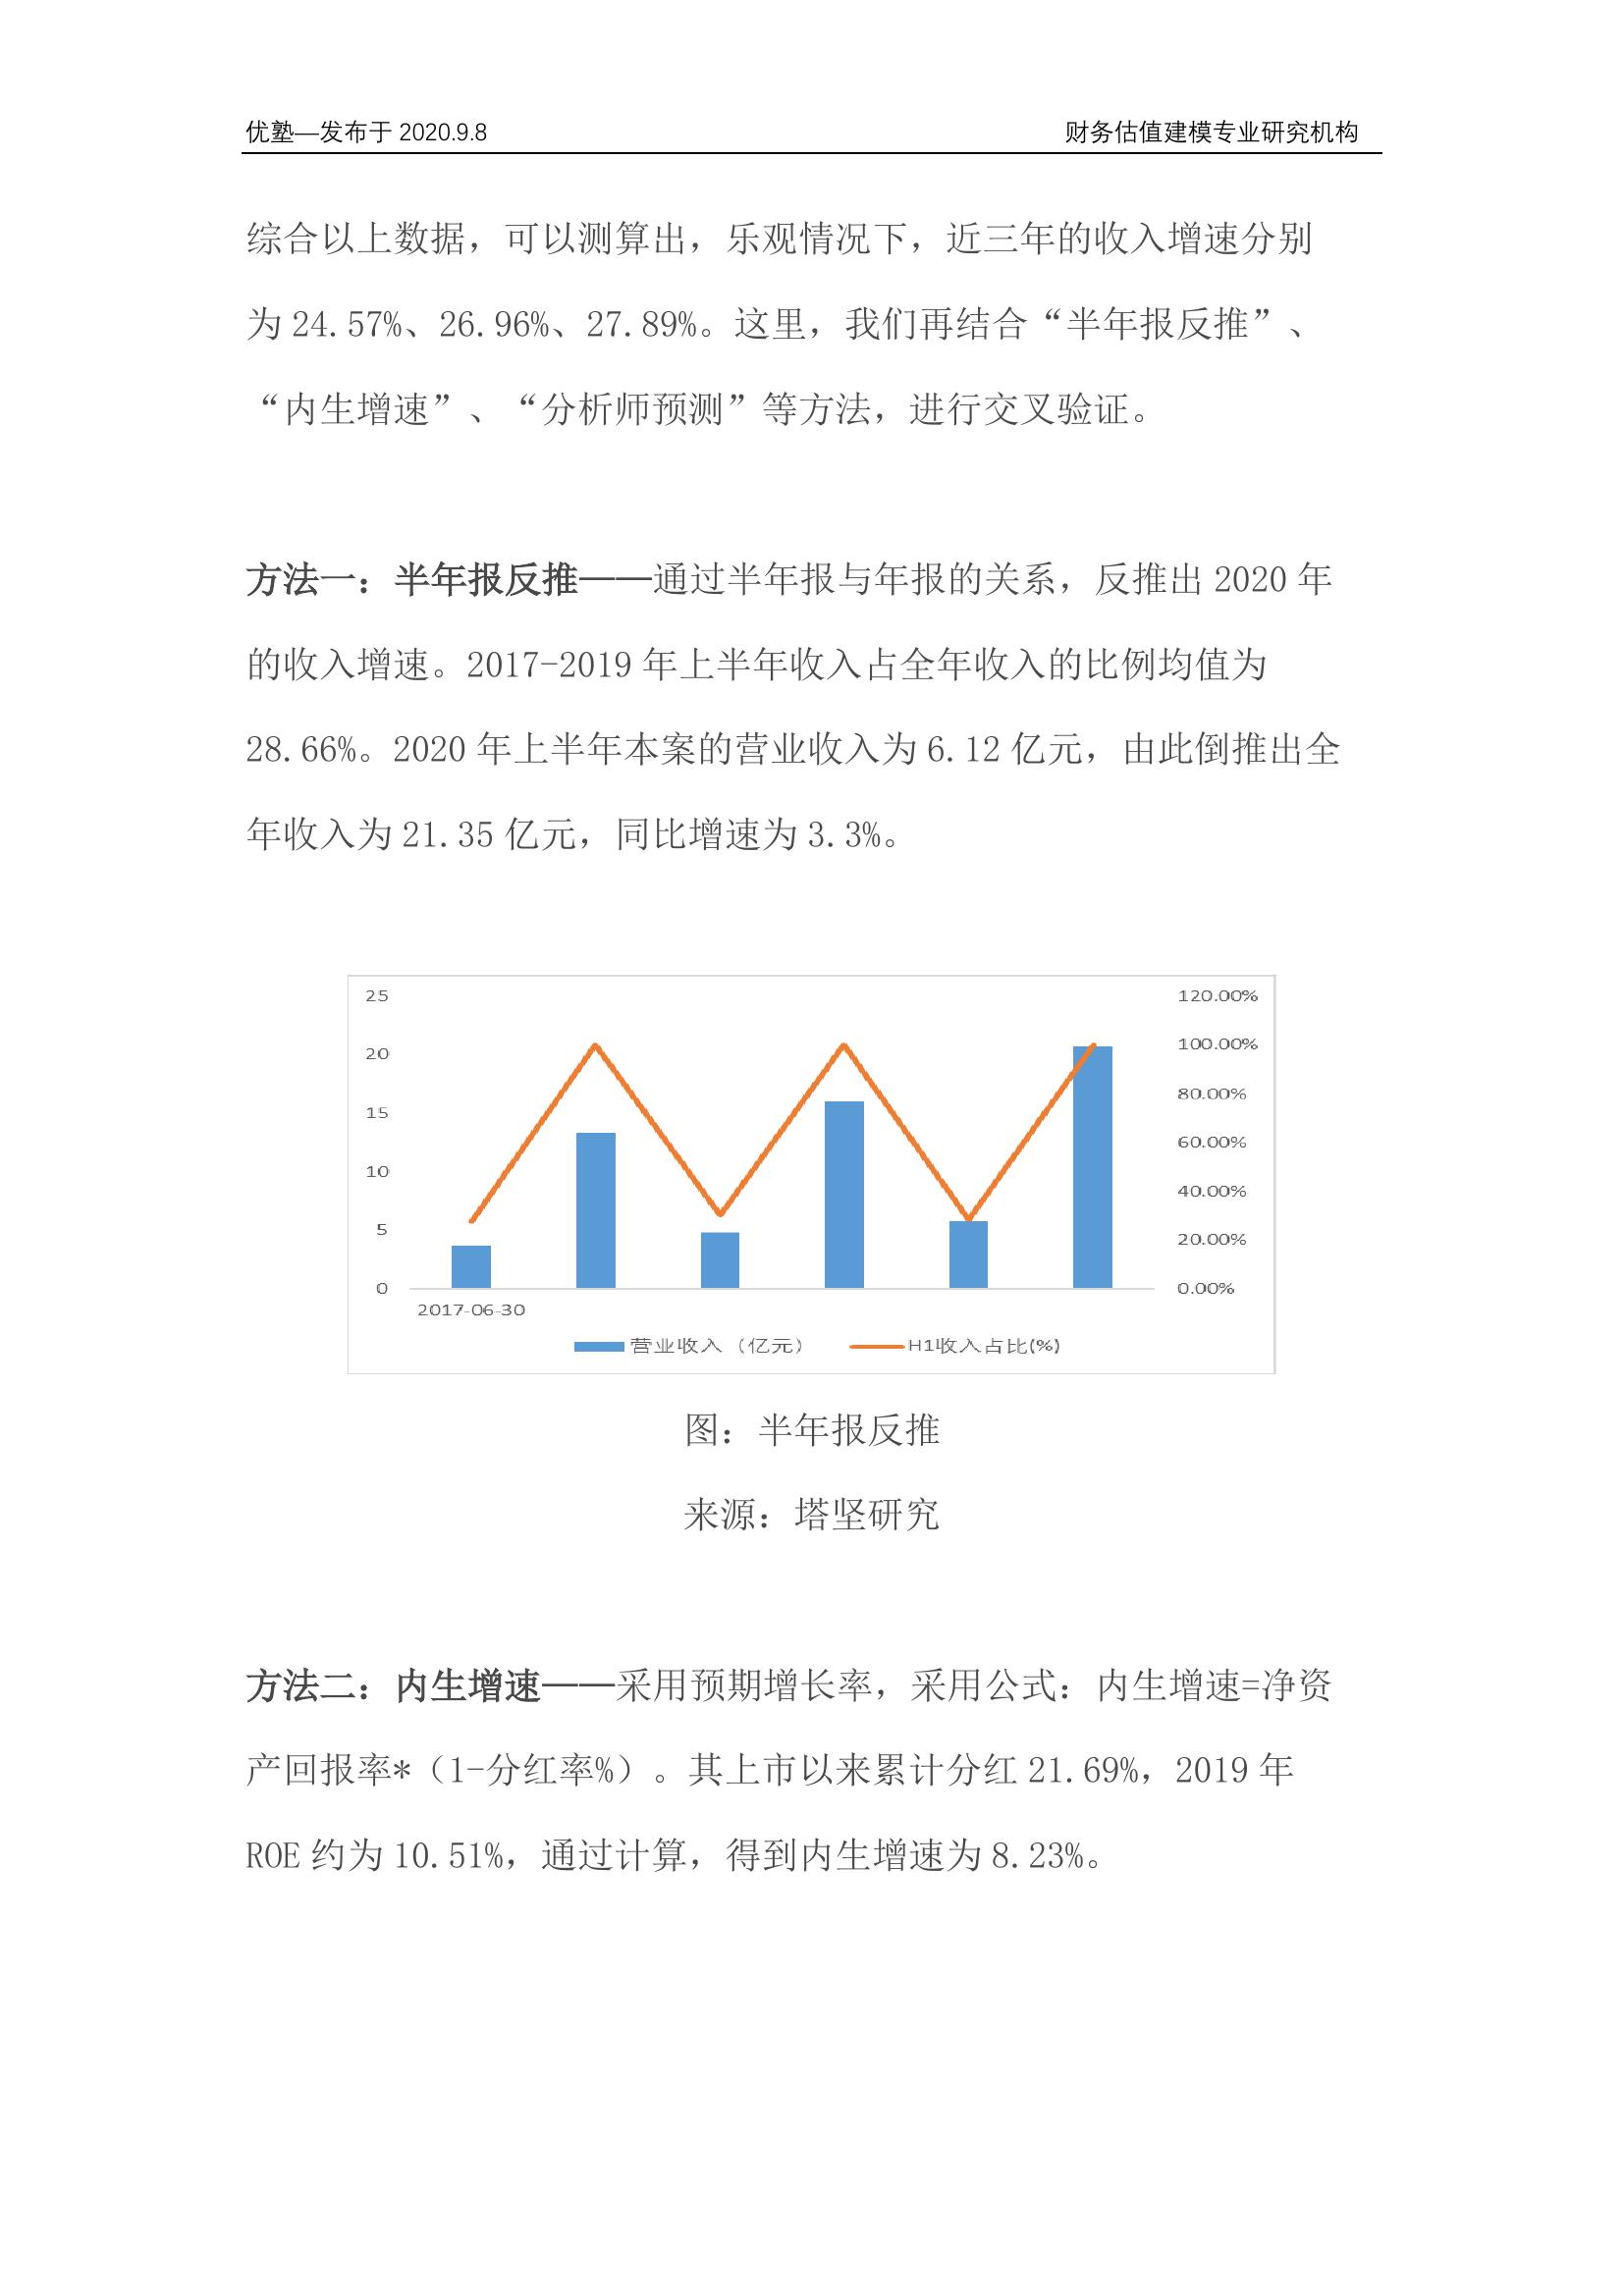 优塾—发布于 2020.9.8 财务估值建模专业研究机构
综合以上数据，可以测算出，乐观情况下，近三年的收入增速分别
为 24.57%、26.96%、27.89%。这里，我们再结合“半年报反推”、
“内生增速”、“分析师预测”等方法，进行交叉验证。
方法一：半年报反推——通过半年报与年报的关系，反推出 2020 年
的收入增速。2017-2019 年上半年收入占全年收入的比例均值为
28.66%。2020 年上半年本案的营业收入为 6.12 亿元，由此倒推出全
年收入为 21.35 亿元，同比增速为 3.3%。
25 120.00%
20 100.00%
80.00%
15
60.00%
10
40.00%
5
20.00%
0 0.00%
2017-06-30
营业收入（亿元） H1收入占比(%)
图：半年报反推
来源：塔坚研究
方法二：内生增速——采用预期增长率，采用公式：内生增速=净资
产回报率*（1-分红率%）。其上市以来累计分红 21.69%，2019 年
ROE 约为 10.51%，通过计算，得到内生增速为 8.23%。